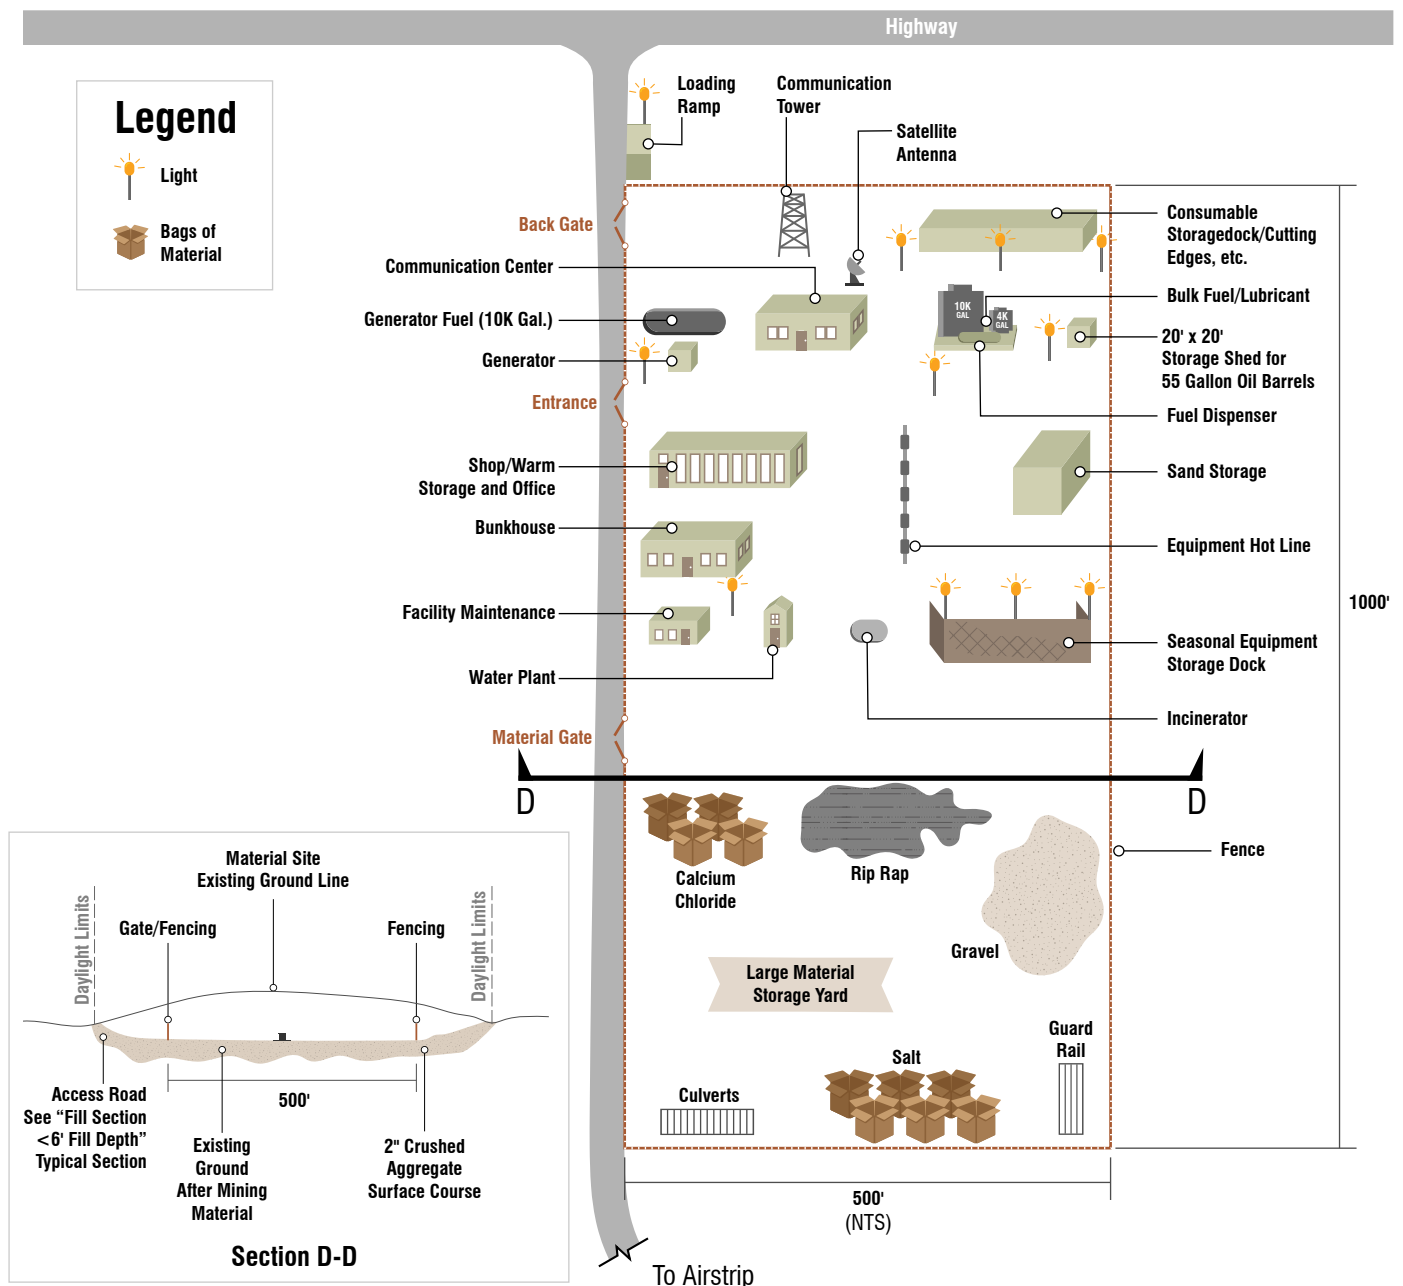 Highway
Legend
Light
Bags of
Material
Loading
Ramp
Communication
Tower
Satellite
Antenna
Back Gate
Communication Center
Generator Fuel (10K Gal.)
Generator
Entrance
Shop/Warm
Storage and Office
Bunkhouse
Facility Maintenance
Water Plant
Material Gate
10K
GAL
4K
GAL
Consumable
Storagedock/Cutting
Edges, etc.
Bulk Fuel/Lubricant
20' x 20'
Storage Shed for
55 Gallon Oil Barrels
Fuel Dispenser
Sand Storage
Equipment Hot Line
1000'
Seasonal Equipment
Storage Dock
Incinerator
D
D
Calcium
Chloride
Rip Rap
Fence
Gravel
Large Material
Storage Yard
Guard
Rail
Salt
Culverts
500'
(NTS)
To Airstrip
Material Site
Existing Ground Line
Daylight Limits
Gate/Fencing
Fencing
Daylight Limits
Access Road
See “Fill Section
<6' Fill Depth”
Typical Section
500'
Existing
Ground
After Mining
Material
2" Crushed
Aggregate
Surface Course
Section D-D